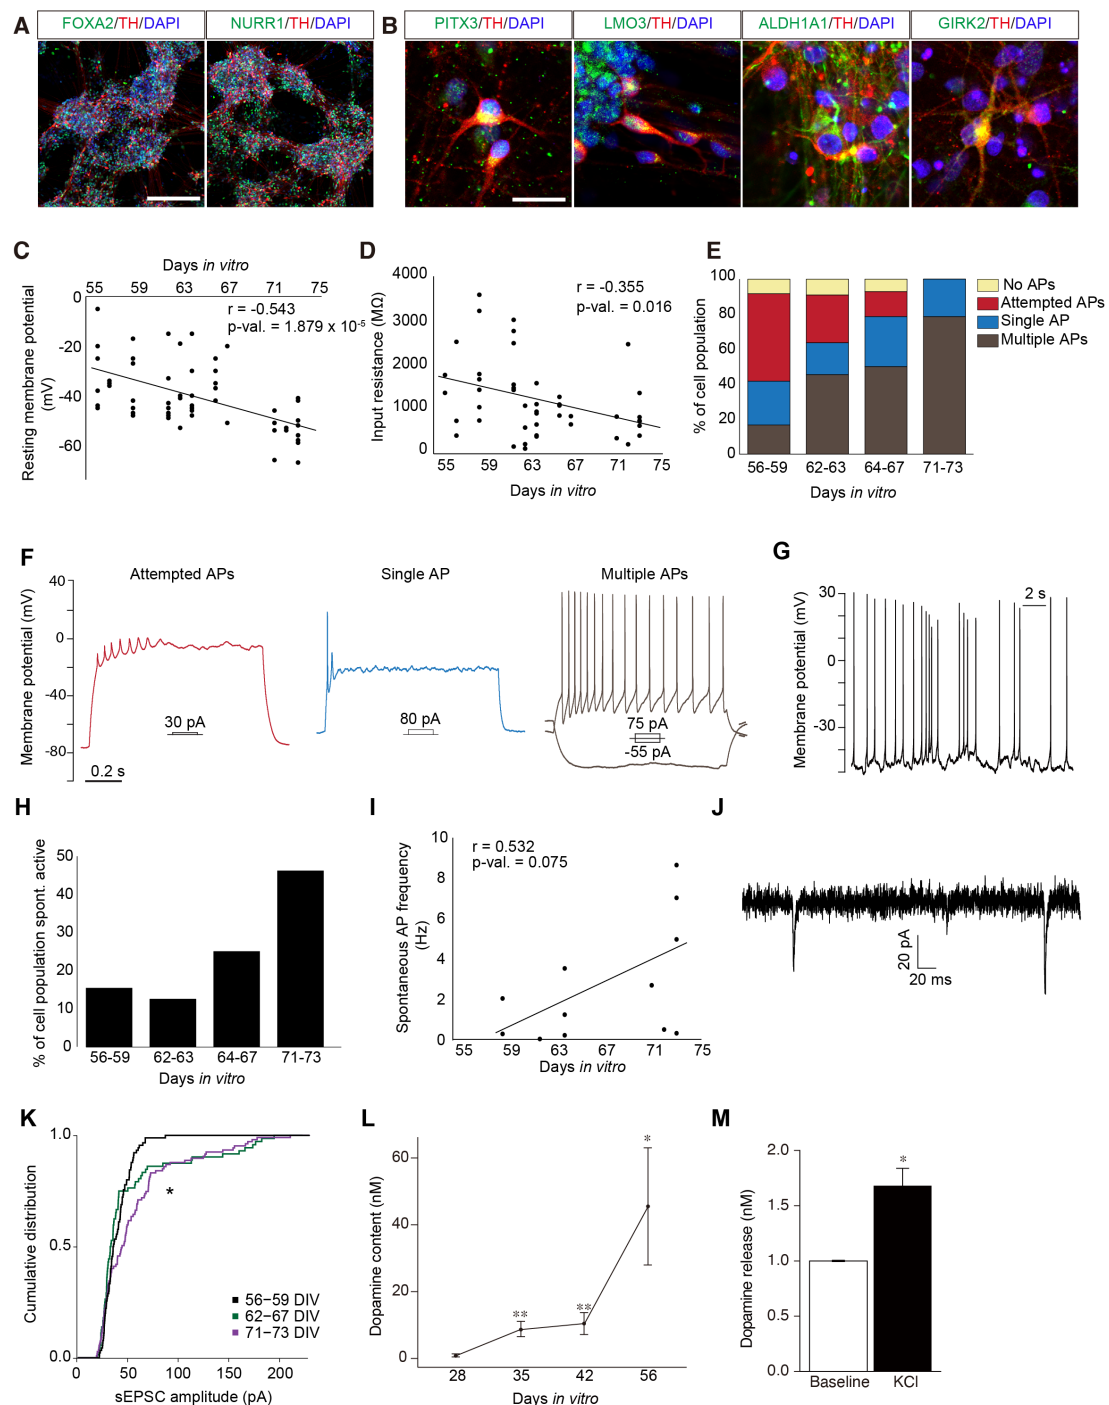 A
FOXA2/TH/DAPI
NURR1/TH/DAPI
B
PITX3/TH/DAPI
LMO3/TH/DAPI
ALDH1A1/TH/DAPI
GIRK2/TH/DAPI
C
Days in vitro
55 59 63 67 71 75
0
-20
-40
-60
Resting membrane potential
(mV)
r = -0.543
p-val. = 1.879 x 10-5
D
4000
3000
2000
1000
0
Input resistance (MΩ)
r = -0.355
p-val. = 0.016
55 59 63 67 71 75
Days in vitro
E
100
80
60
40
20
0
% of cell population
56-59 62-63 64-67 71-73
Days in vitro
No APs
Attempted APs
Single AP
Multiple APs
F
Attempted APs
Single AP
Multiple APs
40
0
-40
-80
Membrane potential (mV)
30 pA
80 pA
75 pA
-55 pA
0.2 s
G
30
0
-30
Membrane potential (mV)
2 s
H
50
40
30
20
10
0
% of cell population spont. active
56-59 62-63 64-67 71-73
Days in vitro
I
10
8
6
4
2
0
Spontaneous AP frequency
(Hz)
r = 0.532
p-val. = 0.075
55 59 63 67 71 75
Days in vitro
J
20 pA
20 ms
K
1.0
0.5
0.0
Cumulative distribution
*
56–59 DIV
62–67 DIV
71–73 DIV
0 50 100 150 200
sEPSC amplitude (pA)
L
60
40
20
0
Dopamine content (nM)
**
**
*
28 35 42 56
Days in vitro
M
2.0
1.5
1.0
0.5
0.0
Dopamine release (nM)
*
Baseline KCl